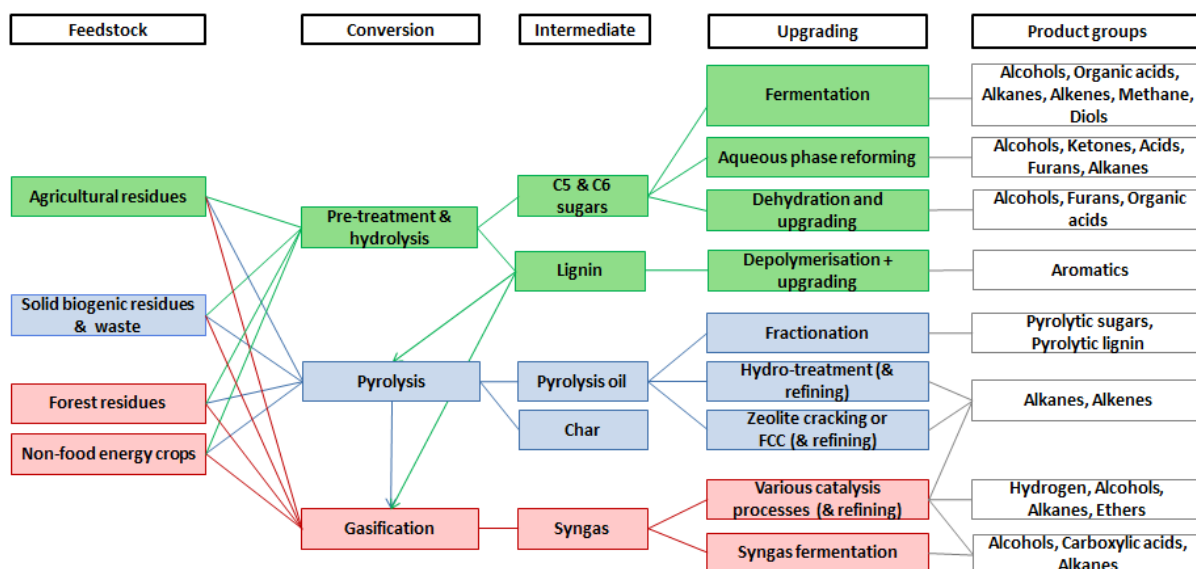 Feedstock
Conversion
Intermediate
Upgrading
Product groups
Agricultural residues
Solid biogenic residues
& waste
Forest residues
Non-food energy crops
Pre-treatment &
hydrolysis
Pyrolysis
Gasification
C5 & C6
sugars
Lignin
Pyrolysis oil
Char
Syngas
Fermentation
Aqueous phase reforming
Dehydration and
upgrading
Depolymerisation +
upgrading
Fractionation
Hydro-treatment (&
refining)
Zeolite cracking or
FCC (& refining)
Various catalysis
processes (& refining)
Syngas fermentation
Alcohols, Organic acids,
Alkanes, Alkenes, Methane,
Diols
Alcohols, Ketones, Acids,
Furans, Alkanes
Alcohols, Furans, Organic
acids
Aromatics
Pyrolytic sugars,
Pyrolytic lignin
Alkanes, Alkenes
Hydrogen, Alcohols,
Alkanes, Ethers
Alcohols, Carboxylic acids,
Alkanes